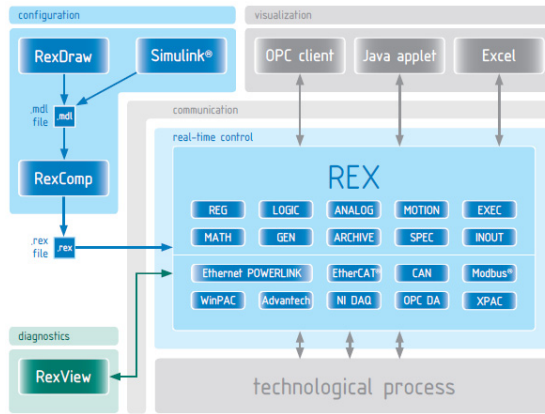 configuration
RexDraw
Simulink®
.mdl
file
.mdl
RexComp
.rex
file
.rex
visualization
OPC client
Java applet
Excel
communication
real-time control
REX
REG LOGIC ANALOG MOTION EXEC
MATH GEN ARCHIVE SPEC INOUT
Ethernet POWERLINK EtherCAT® CAN Modbus®
WinPAC Advantech NI DAQ OPC DA XPAC
diagnostics
RexView
technological process